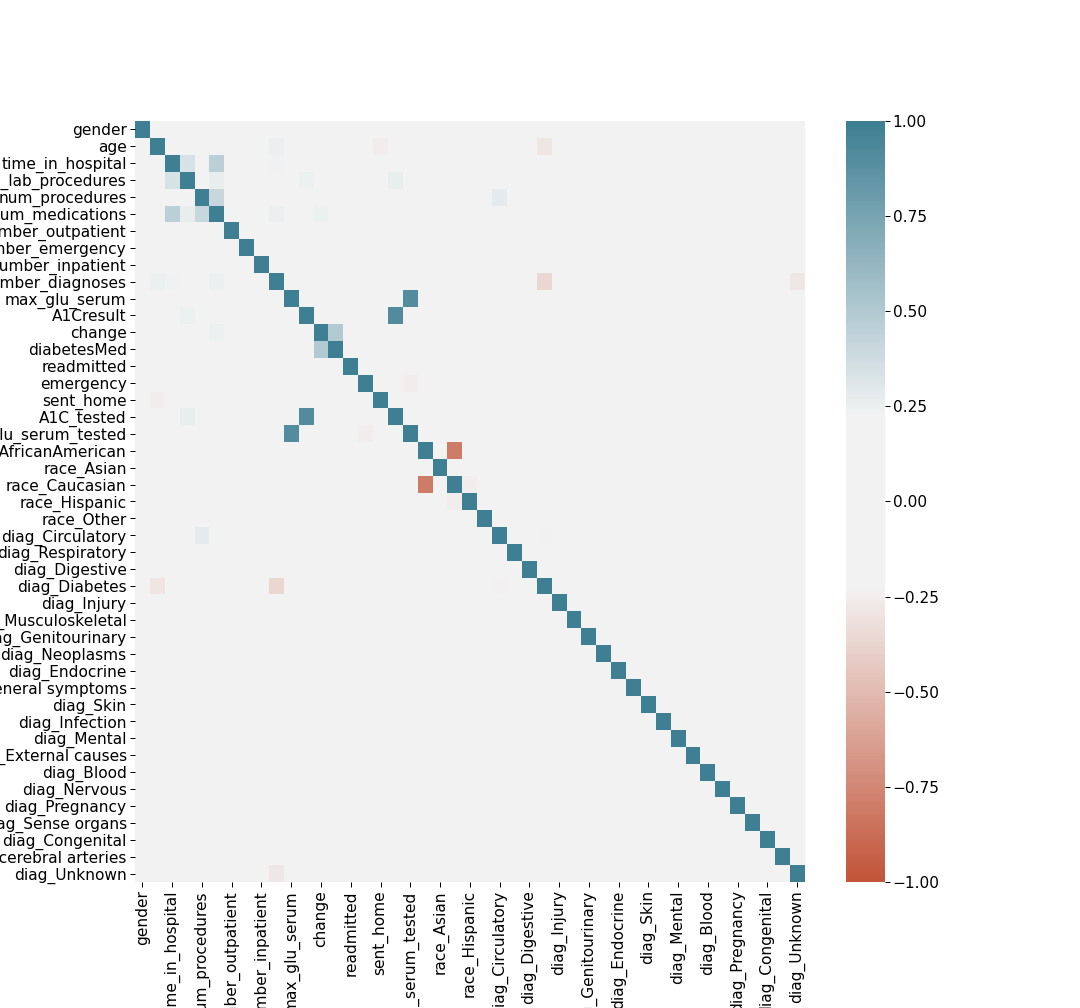 gender
age
time_in_hospital
_lab_procedures
num_procedures
um_medications
mber_outpatient
nber_emergency
umber_inpatient
mber_diagnoses
max_glu_serum
A1Cresult
change
diabetesMed
readmitted
emergency
sent_home
A1C_tested
lu_serum_tested
AfricanAmerican
race_Asian
race_Caucasian
race_Hispanic
race_Other
diag_Circulatory
diag_Respiratory
diag_Digestive
diag_Diabetes
diag_Injury
_Musculoskeletal
ag_Genitourinary
diag_Neoplasms
diag_Endocrine
eneral symptoms
diag_Skin
diag_Infection
diag_Mental
_External causes
diag_Blood
diag_Nervous
diag_Pregnancy
ag_Sense organs
diag_Congenital
cerebral arteries
diag_Unknown
gender
me_in_hospital
um_procedures
ber_outpatient
mber_inpatient
max_glu_serum
change
readmitted
sent_home
_serum_tested
race_Asian
race_Hispanic
iag_Circulatory
diag_Digestive
diag_Injury
_Genitourinary
diag_Endocrine
diag_Skin
diag_Mental
diag_Blood
diag_Pregnancy
diag_Congenital
diag_Unknown
1.00
0.75
0.50
0.25
0.00
−0.25
−0.50
−0.75
−1.00